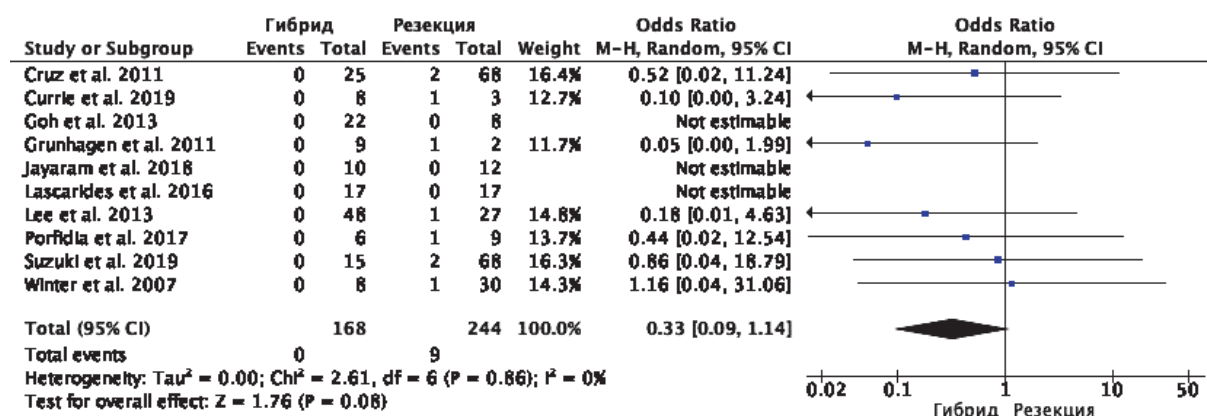 Гибрид Резекция Odds Ratio Odds Ratio
Study or Subgroup Events Total Events Total Weight M-H, Random, 95% CI M-H, Random, 95% CI
Cruz et al. 2011 0 25 2 68 16.4% 0.52 [0.02, 11.24]
Currie et al. 2019 0 8 1 3 12.7% 0.10 [0.00, 3.24]
Goh et al. 2013 0 22 0 8 Not estimable
Grunhagen et al. 2011 0 9 1 2 11.7% 0.05 [0.00, 1.99]
Jayaram et al. 2018 0 10 0 12 Not estimable
Lascarides et al. 2016 0 17 0 17 Not estimable
Lee et al. 2013 0 48 1 27 14.8% 0.18 [0.01, 4.63]
Porfidia et al. 2017 0 6 1 9 13.7% 0.44 [0.02, 12.54]
Suzuki et al. 2019 0 15 2 68 16.3% 0.86 [0.04, 18.79]
Winter et al. 2007 0 8 1 30 14.3% 1.16 [0.04, 31.06]
Total (95% CI) 168 244 100.0% 0.33 [0.09, 1.14]
Total events 0 9
Heterogeneity: Tau² = 0.00; Chi² = 2.61, df = 6 (P = 0.86); I² = 0%
Test for overall effect: Z = 1.76 (P = 0.08)
0.02 0.1 1 10 50
Гибрид Резекция